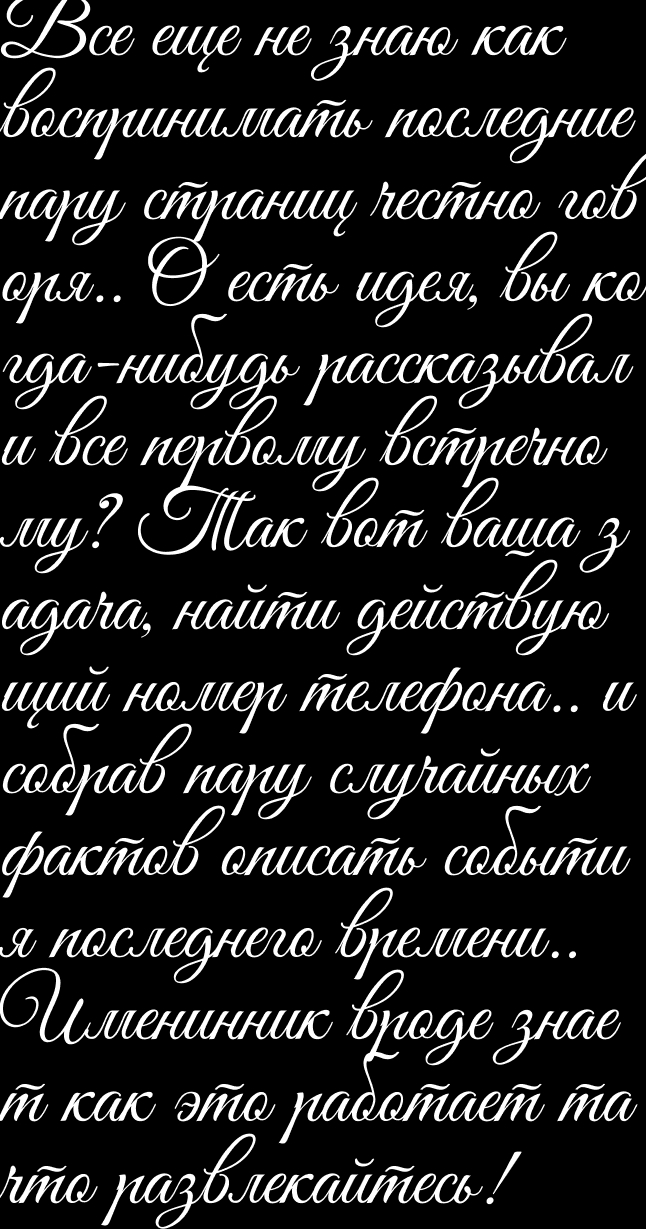 Все еще не знаю как
воспринимать последние
пару страниц честно гов
оря.. О есть идея, вы ко
гда-нибудь рассказывал
и все первому встречно
му? Так вот ваша з
адача, найти действую
щий номер телефона.. и
собрав пару случайных
фактов описать событи
я последнего времени..
Именинник вроде знае
т как это работает та
что развлекайтесь!